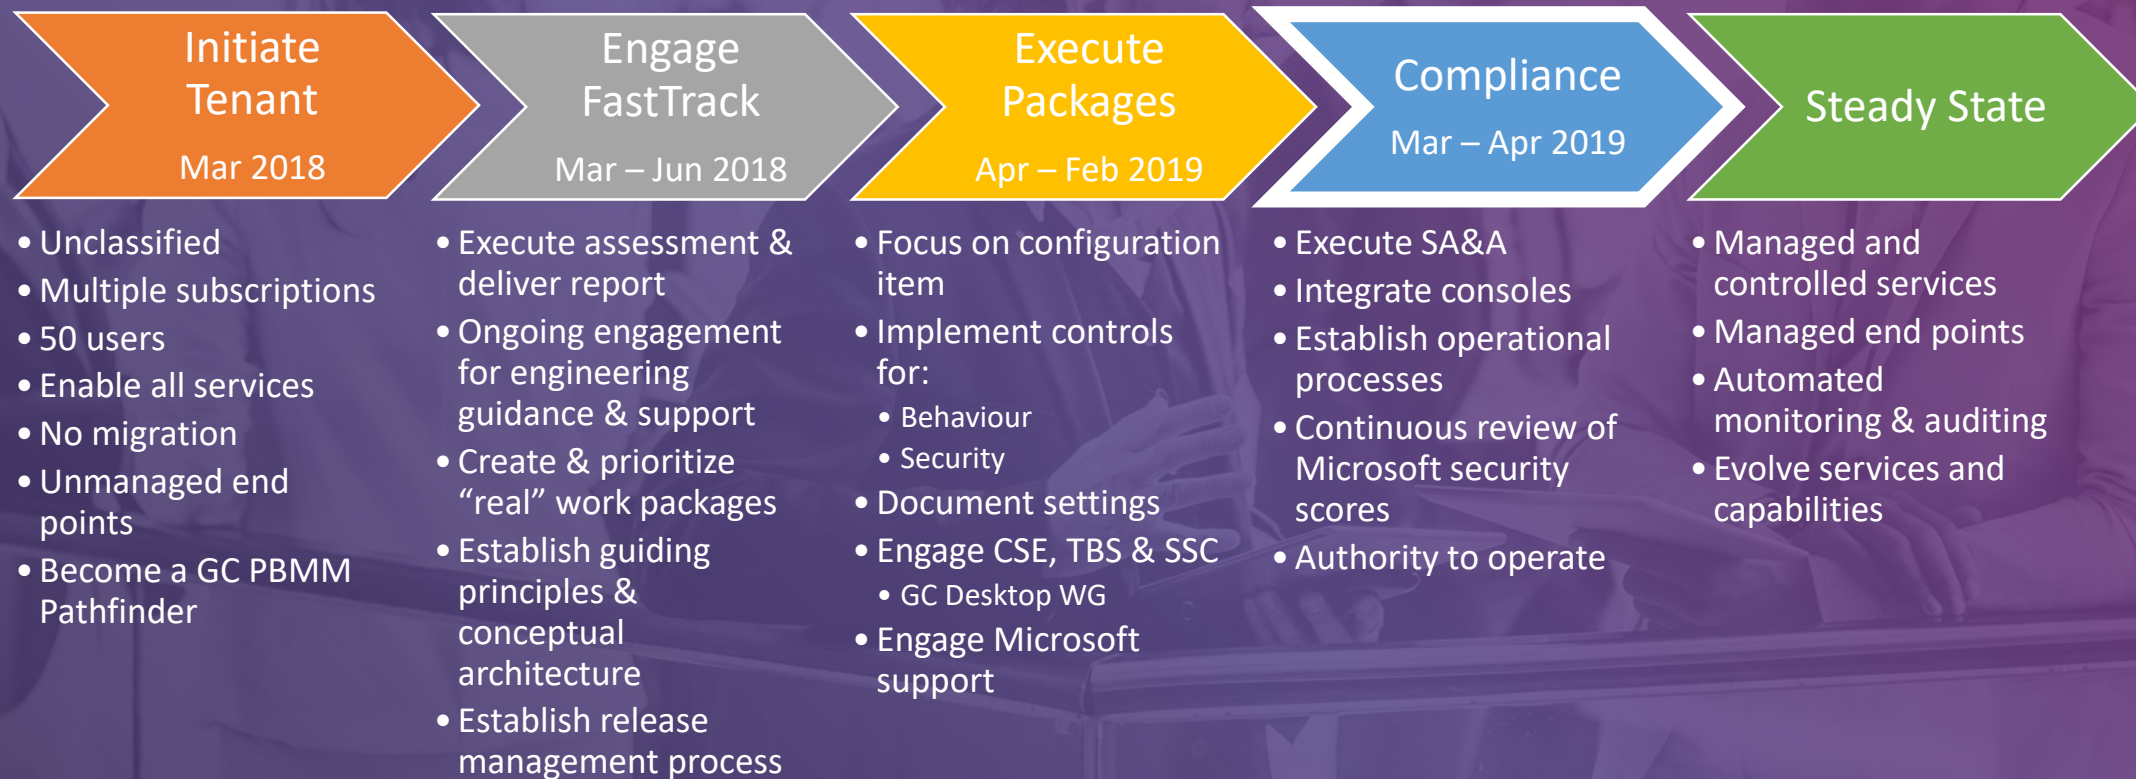 Initiate
Tenant
Mar 2018
• Unclassified
• Multiple subscriptions
• 50 users
• Enable all services
• No migration
• Unmanaged end
points
• Become a GC PBMM
Pathfinder
Engage
FastTrack
Mar – Jun 2018
• Execute assessment &
deliver report
• Ongoing engagement
for engineering
guidance & support
• Create & prioritize
“real” work packages
• Establish guiding
principles &
conceptual
architecture
• Establish release
management process
Execute
Packages
Apr – Feb 2019
• Focus on configuration
item
• Implement controls
for:
• Behaviour
• Security
• Document settings
• Engage CSE, TBS & SSC
• GC Desktop WG
• Engage Microsoft
support
Compliance
Mar – Apr 2019
• Execute SA&A
• Integrate consoles
• Establish operational
processes
• Continuous review of
Microsoft security
scores
• Authority to operate
Steady State
• Managed and
controlled services
• Managed end points
• Automated
monitoring & auditing
• Evolve services and
capabilities